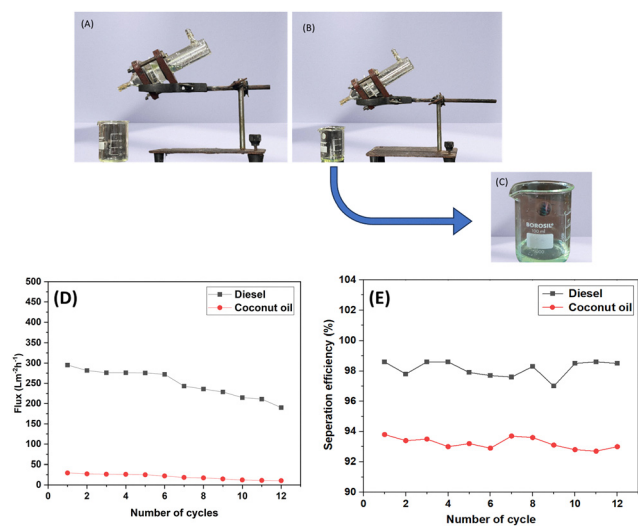 (A)
(B)
(C)
BOROSIL
(D)
Diesel
Coconut oil
Flux (Lm-2h-1)
500
450
400
350
300
250
200
150
100
50
0
0 2 4 6 8 10 12
Number of cycles
(E)
Diesel
Coconut oil
Seperation efficiency (%)
104
102
100
98
96
94
92
90
0 2 4 6 8 10 12
Number of cycle